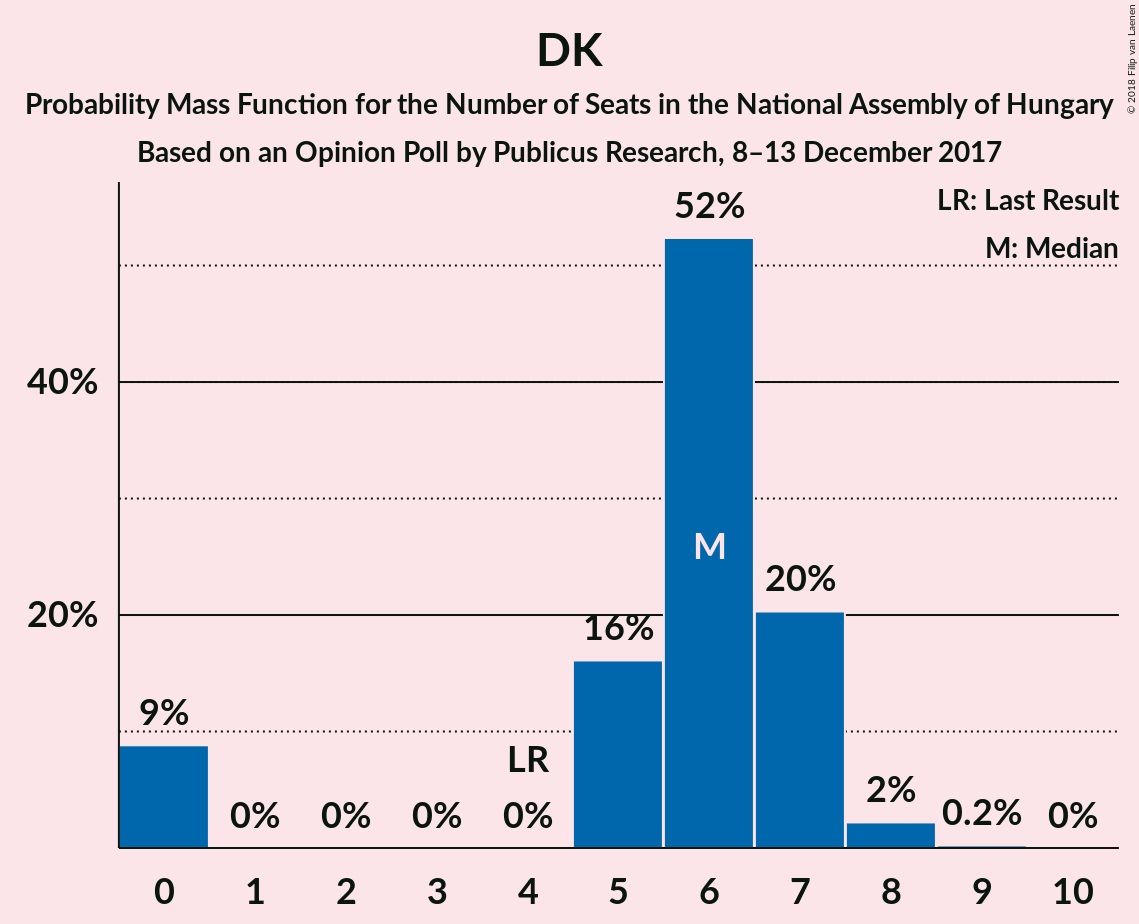 DK
Probability Mass Function for the Number of Seats in the National Assembly of Hungary
Based on an Opinion Poll by Publicus Research, 8–13 December 2017
© 2018 Filip van Laenen
LR: Last Result
M: Median
52%
40%
M
20%
20%
16%
9%
LR
0%
0%
0%
0%
2%
0.2%
0%
0 1 2 3 4 5 6 7 8 9 10